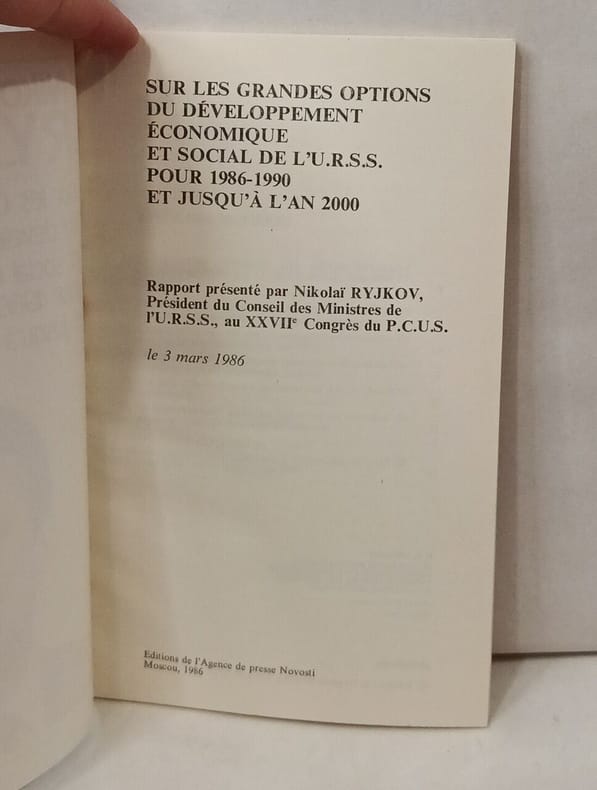 SUR LES GRANDES OPTIONS
DU DÉVELOPPEMENT
ÉCONOMIQUE
ET SOCIAL DE L'U.R.S.S.
POUR 1986-1990
ET JUSQU'À L'AN 2000
Rapport présenté par Nikolaï RYJKOV,
Président du Conseil des Ministres de
l'U.R.S.S., au XXVIIe Congrès du P.C.U.S.
le 3 mars 1986
Editions de l'Agence de presse Novosti
Moscou, 1986